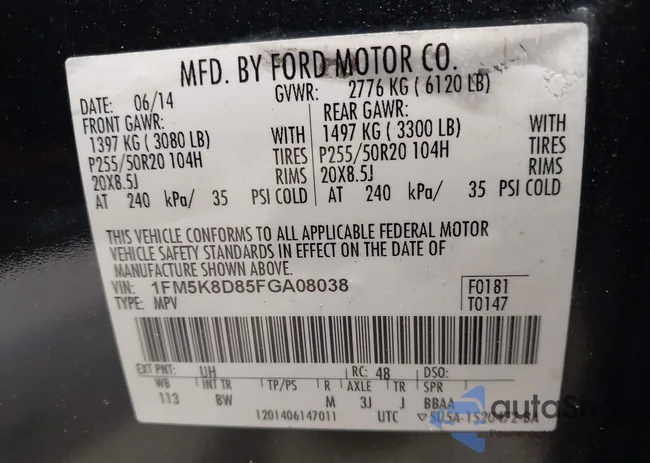 MFD. BY FORD MOTOR CO.
DATE: 06/14 GVWR: 2776 KG ( 6120 LB)
FRONT GAWR: REAR GAWR:
1397 KG ( 3080 LB) WITH 1497 KG ( 3300 LB) WITH
P255/50R20 104H TIRES P255/50R20 104H TIRES
20X8.5J RIMS 20X8.5J RIMS
AT 240 kPa/ 35 PSI COLD AT 240 kPa/ 35 PSI COLD
THIS VEHICLE CONFORMS TO ALL APPLICABLE FEDERAL MOTOR
VEHICLE SAFETY STANDARDS IN EFFECT ON THE DATE OF
MANUFACTURE SHOWN ABOVE.
VIN: 1FM5K8D85FGA08038 F0181
TYPE: MPV T0147
EXT PNT: UH RC: 48 DSO:
WB INT TR TP/PS R AXLE TR SPR
113 BW M 3J J BBAA
1201406147011 UTC ▽5U5A-1520472-BA